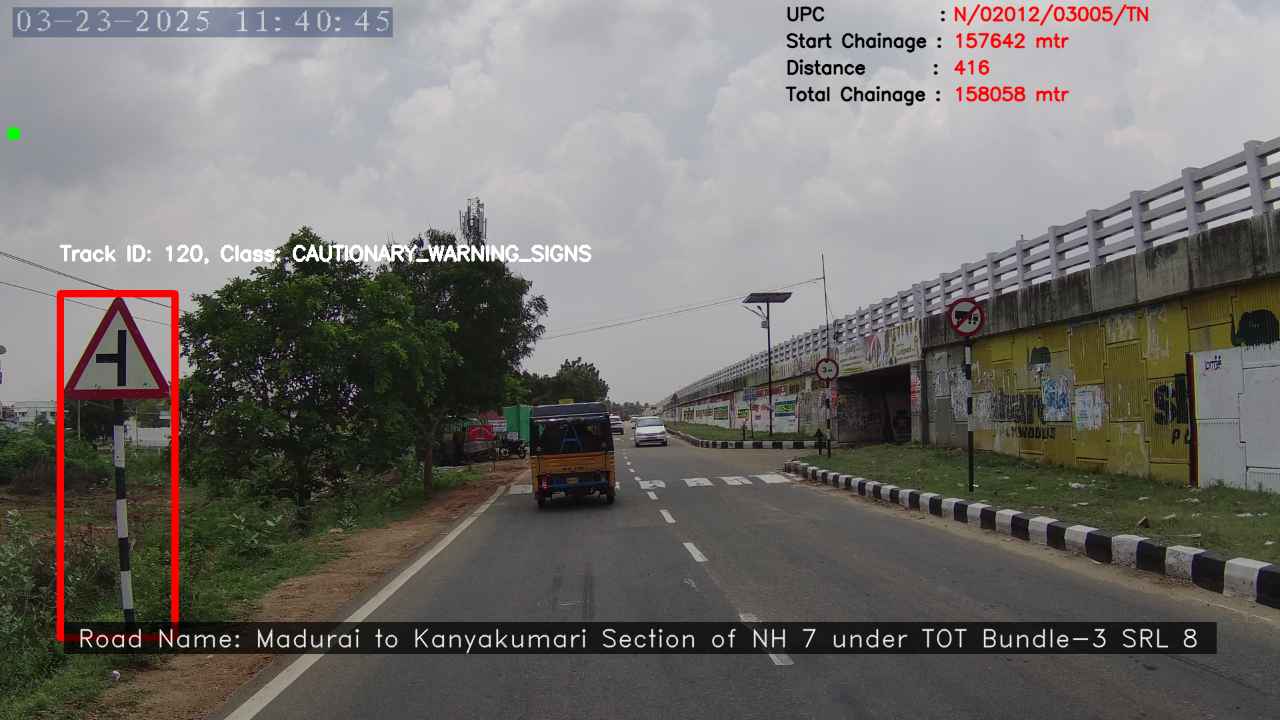 03-23-2025 11:40:45
UPC : N/02012/03005/TN
Start Chainage : 157642 mtr
Distance : 416
Total Chainage : 158058 mtr
Track ID: 120, Class: CAUTIONARY_WARNING_SIGNS
Road Name: Madurai to Kanyakumari Section of NH 7 under TOT Bundle-3 SRL 8